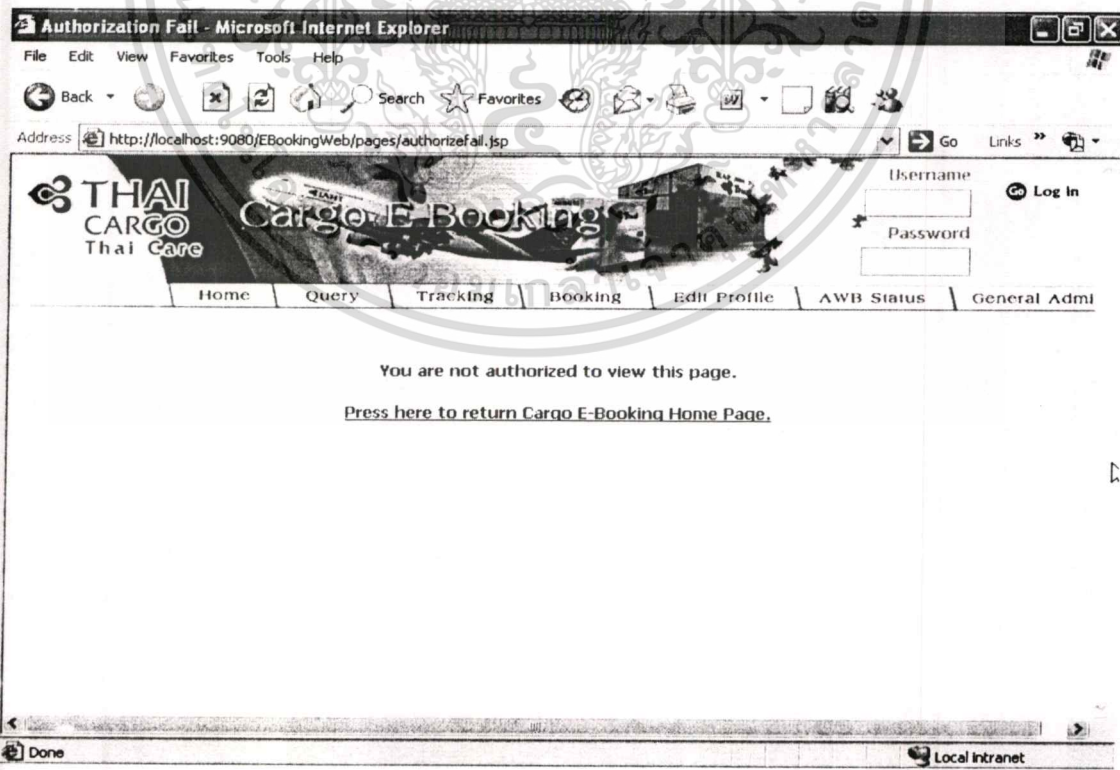 Authorization Fail - Microsoft Internet Explorer
File Edit View Favorites Tools Help
Back Search Favorites
Address http://localhost:9080/EBookingWeb/pages/authorizefail.jsp Go Links »
THAI
CARGO
Thai Care
Cargo E-Booking
Username
Go Log In
Password
Home Query Tracking Booking Edit Profile AWB Status General Admi
You are not authorized to view this page.
Press here to return Cargo E-Booking Home Page.
Done Local intranet